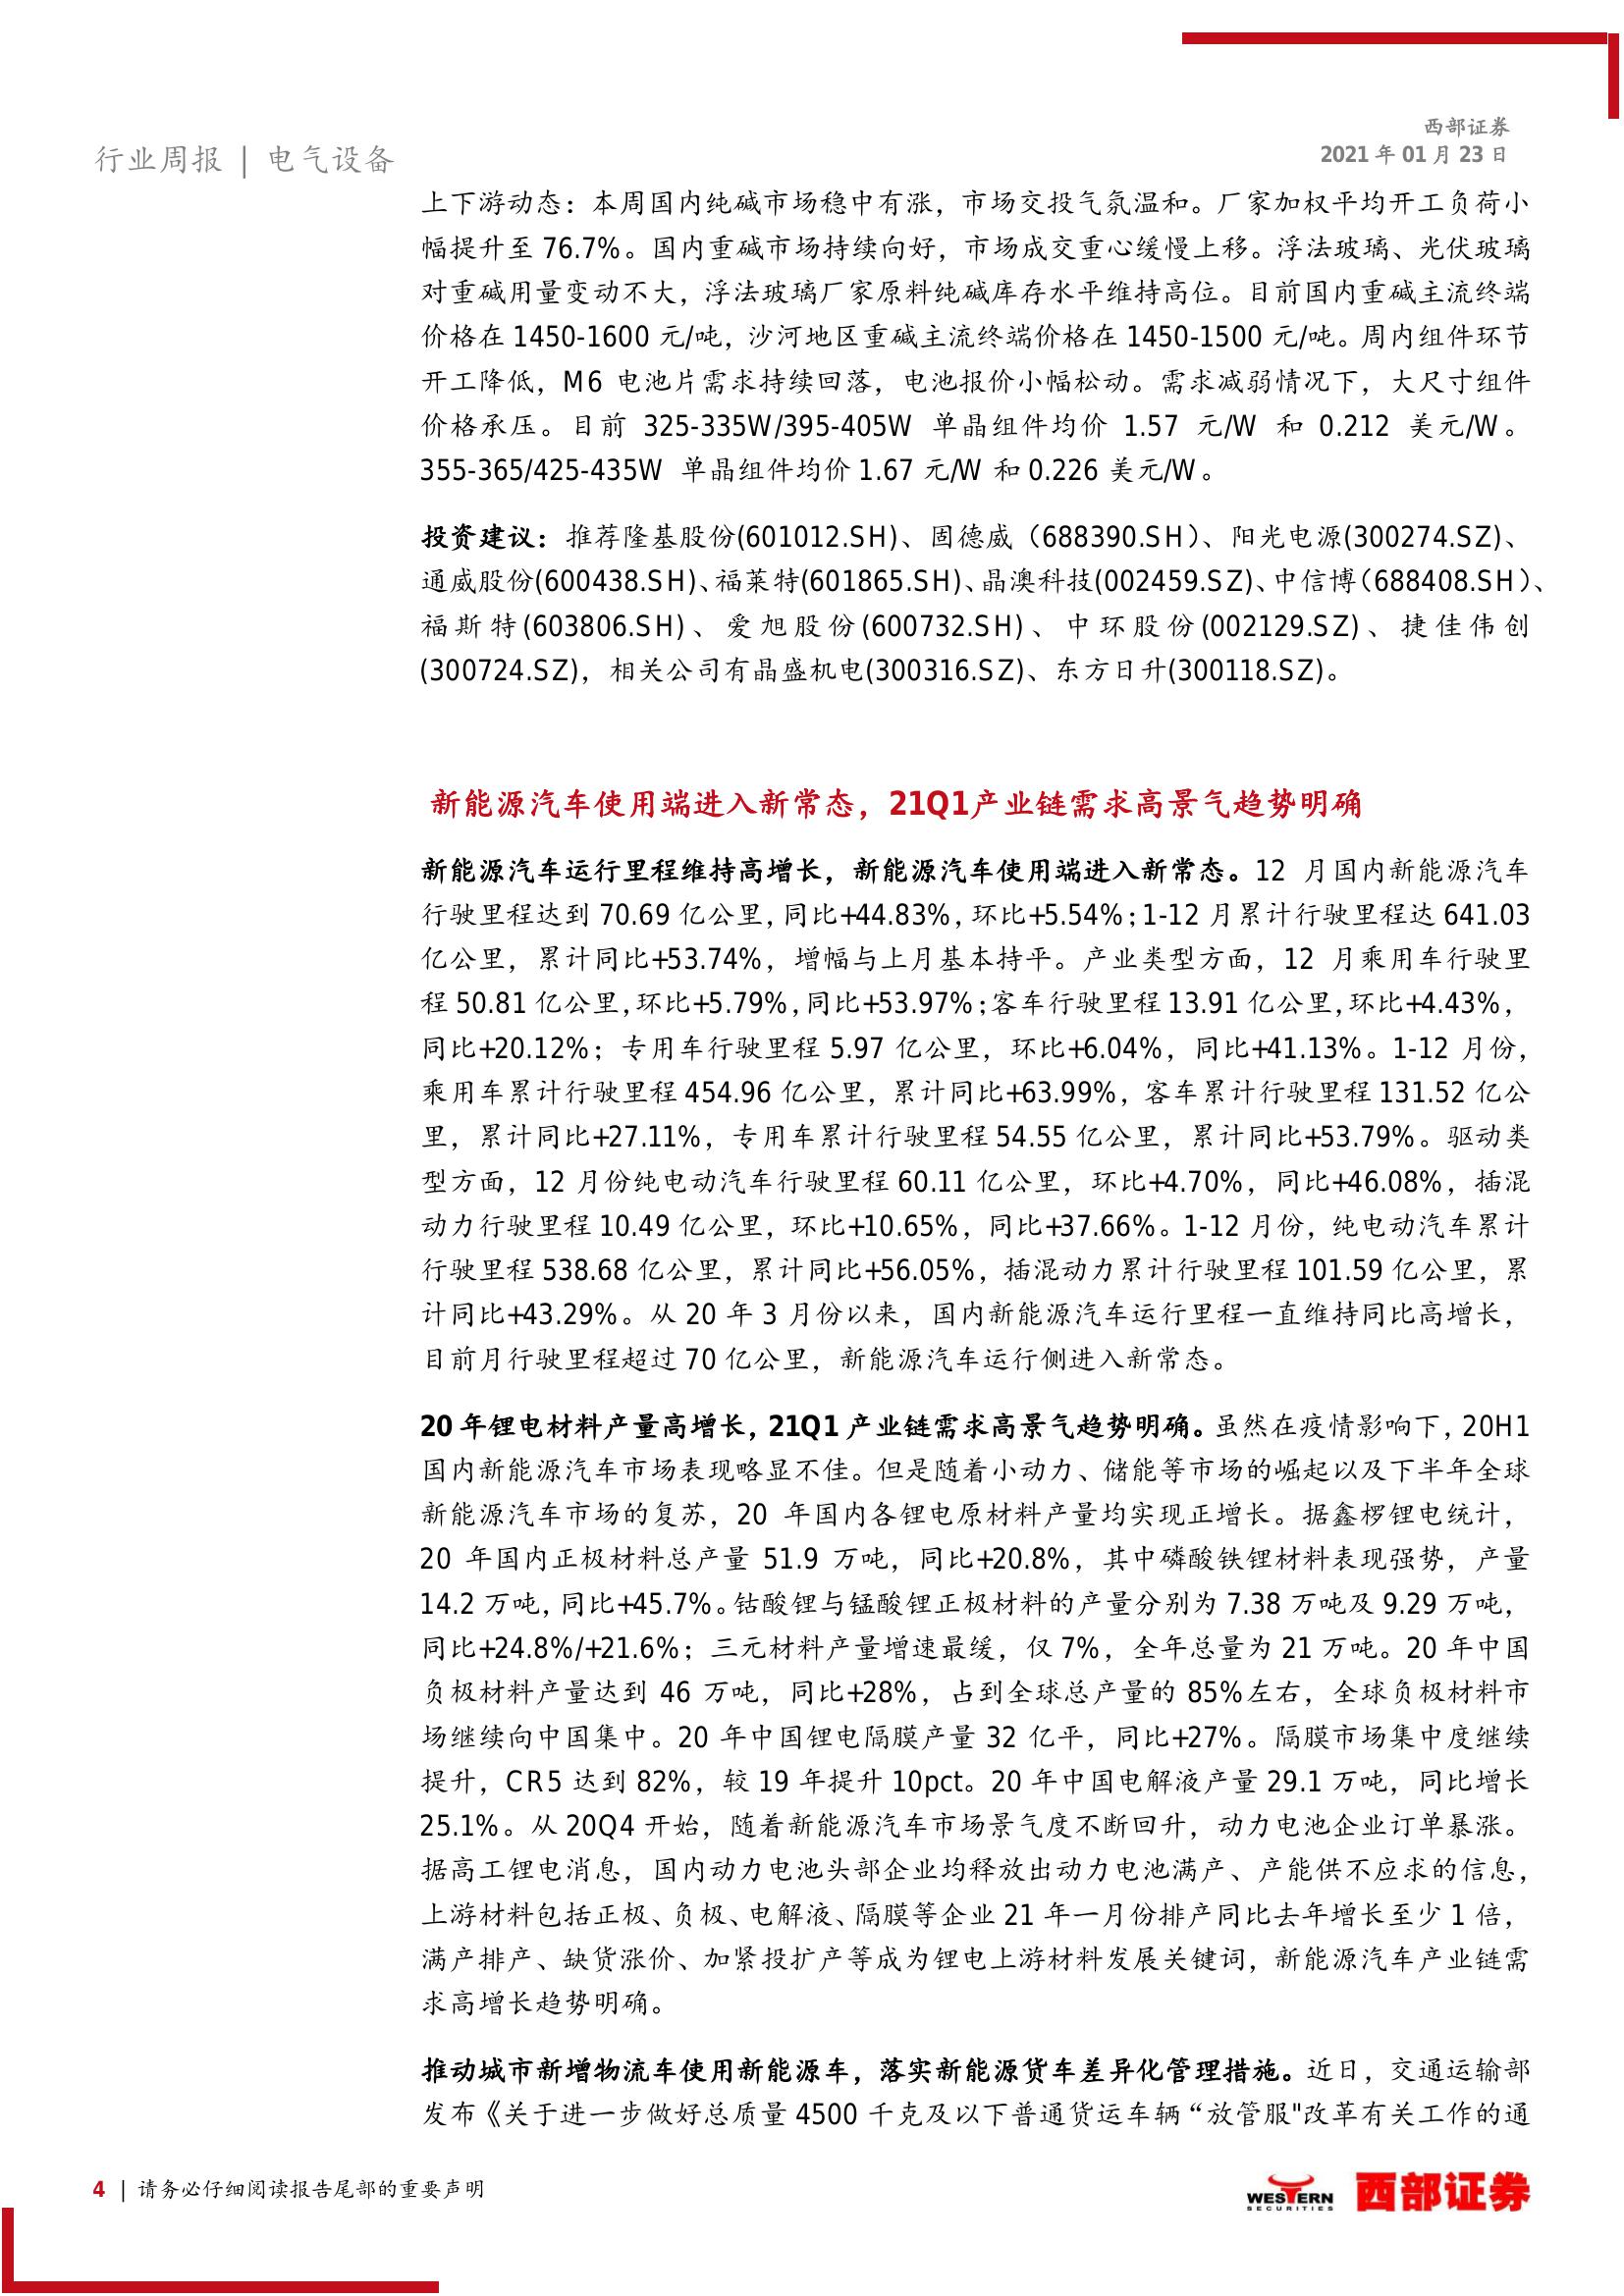 行业周报 | 电气设备
西部证券
2021 年 01 月 23 日
上下游动态：本周国内纯碱市场稳中有涨，市场交投气氛温和。厂家加权平均开工负荷小
幅提升至 76.7%。国内重碱市场持续向好，市场成交重心缓慢上移。浮法玻璃、光伏玻璃
对重碱用量变动不大，浮法玻璃厂家原料纯碱库存水平维持高位。目前国内重碱主流终端
价格在 1450-1600 元/吨，沙河地区重碱主流终端价格在 1450-1500 元/吨。周内组件环节
开工降低，M6 电池片需求持续回落，电池报价小幅松动。需求减弱情况下，大尺寸组件
价格承压。目前 325-335W/395-405W 单晶组件均价 1.57 元/W 和 0.212 美元/W。
355-365/425-435W 单晶组件均价 1.67 元/W 和 0.226 美元/W。
投资建议：推荐隆基股份(601012.SH)、固德威（688390.SH）、阳光电源(300274.SZ)、
通威股份(600438.SH)、福莱特(601865.SH)、晶澳科技(002459.SZ)、中信博（688408.SH）、
福斯特(603806.SH)、爱旭股份(600732.SH)、中环股份(002129.SZ)、捷佳伟创
(300724.SZ)，相关公司有晶盛机电(300316.SZ)、东方日升(300118.SZ)。
新能源汽车使用端进入新常态，21Q1产业链需求高景气趋势明确
新能源汽车运行里程维持高增长，新能源汽车使用端进入新常态。12 月国内新能源汽车
行驶里程达到 70.69 亿公里，同比+44.83%，环比+5.54%；1-12 月累计行驶里程达 641.03
亿公里，累计同比+53.74%，增幅与上月基本持平。产业类型方面，12 月乘用车行驶里
程 50.81 亿公里，环比+5.79%，同比+53.97%；客车行驶里程 13.91 亿公里，环比+4.43%，
同比+20.12%；专用车行驶里程 5.97 亿公里，环比+6.04%，同比+41.13%。1-12 月份，
乘用车累计行驶里程 454.96 亿公里，累计同比+63.99%，客车累计行驶里程 131.52 亿公
里，累计同比+27.11%，专用车累计行驶里程 54.55 亿公里，累计同比+53.79%。驱动类
型方面，12 月份纯电动汽车行驶里程 60.11 亿公里，环比+4.70%，同比+46.08%，插混
动力行驶里程 10.49 亿公里，环比+10.65%，同比+37.66%。1-12 月份，纯电动汽车累计
行驶里程 538.68 亿公里，累计同比+56.05%，插混动力累计行驶里程 101.59 亿公里，累
计同比+43.29%。从 20 年 3 月份以来，国内新能源汽车运行里程一直维持同比高增长，
目前月行驶里程超过 70 亿公里，新能源汽车运行侧进入新常态。
20 年锂电材料产量高增长，21Q1 产业链需求高景气趋势明确。虽然在疫情影响下，20H1
国内新能源汽车市场表现略显不佳。但是随着小动力、储能等市场的崛起以及下半年全球
新能源汽车市场的复苏，20 年国内各锂电原材料产量均实现正增长。据鑫椤锂电统计，
20 年国内正极材料总产量 51.9 万吨，同比+20.8%，其中磷酸铁锂材料表现强势，产量
14.2 万吨，同比+45.7%。钴酸锂与锰酸锂正极材料的产量分别为 7.38 万吨及 9.29 万吨，
同比+24.8%/+21.6%；三元材料产量增速最缓，仅 7%，全年总量为 21 万吨。20 年中国
负极材料产量达到 46 万吨，同比+28%，占到全球总产量的 85%左右，全球负极材料市
场继续向中国集中。20 年中国锂电隔膜产量 32 亿平，同比+27%。隔膜市场集中度继续
提升，CR5 达到 82%，较 19 年提升 10pct。20 年中国电解液产量 29.1 万吨，同比增长
25.1%。从 20Q4 开始，随着新能源汽车市场景气度不断回升，动力电池企业订单暴涨。
据高工锂电消息，国内动力电池头部企业均释放出动力电池满产、产能供不应求的信息，
上游材料包括正极、负极、电解液、隔膜等企业 21 年一月份排产同比去年增长至少 1 倍，
满产排产、缺货涨价、加紧投扩产等成为锂电上游材料发展关键词，新能源汽车产业链需
求高增长趋势明确。
推动城市新增物流车使用新能源车，落实新能源货车差异化管理措施。近日，交通运输部
发布《关于进一步做好总质量 4500 千克及以下普通货运车辆“放管服"改革有关工作的通
4 | 请务必仔细阅读报告尾部的重要声明
WESTERN
SECURITIES
西部证券